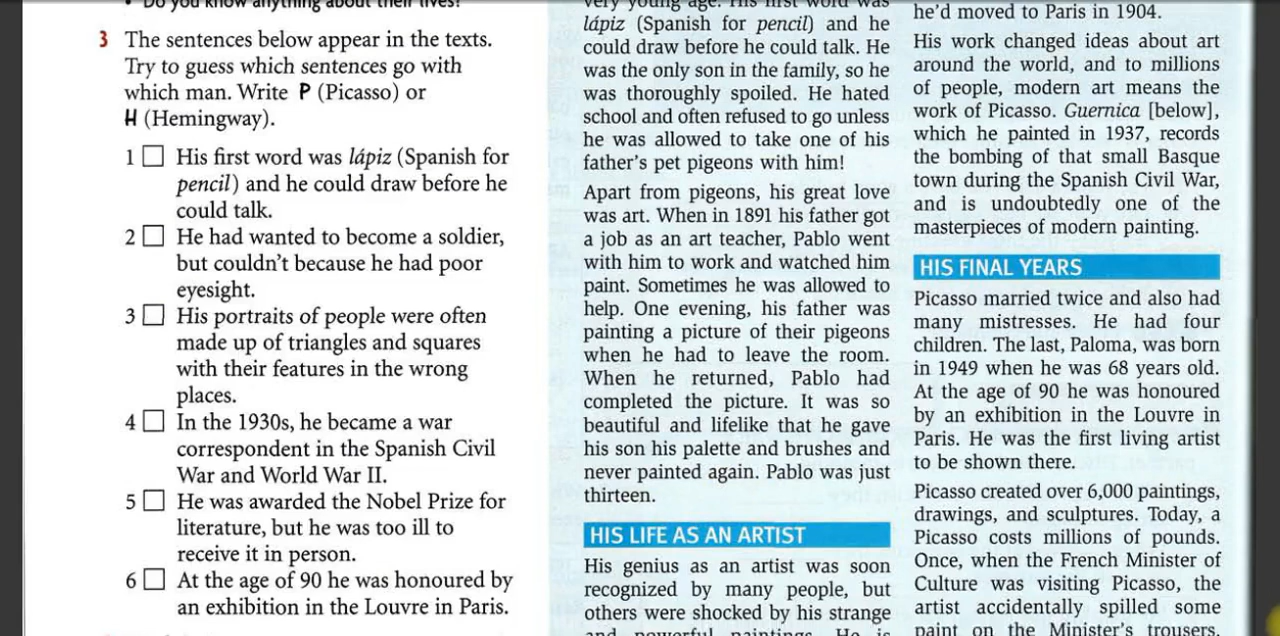 • Do you know anything about their lives?
3 The sentences below appear in the texts.
Try to guess which sentences go with
which man. Write P (Picasso) or
H (Hemingway).
1 □ His first word was lápiz (Spanish for
pencil) and he could draw before he
could talk.
2 □ He had wanted to become a soldier,
but couldn't because he had poor
eyesight.
3 □ His portraits of people were often
made up of triangles and squares
with their features in the wrong
places.
4 □ In the 1930s, he became a war
correspondent in the Spanish Civil
War and World War II.
5 □ He was awarded the Nobel Prize for
literature, but he was too ill to
receive it in person.
6 □ At the age of 90 he was honoured by
an exhibition in the Louvre in Paris.
very young age. His first word was
lápiz (Spanish for pencil) and he
could draw before he could talk. He
was the only son in the family, so he
was thoroughly spoiled. He hated
school and often refused to go unless
he was allowed to take one of his
father's pet pigeons with him!
Apart from pigeons, his great love
was art. When in 1891 his father got
a job as an art teacher, Pablo went
with him to work and watched him
paint. Sometimes he was allowed to
help. One evening, his father was
painting a picture of their pigeons
when he had to leave the room.
When he returned, Pablo had
completed the picture. It was so
beautiful and lifelike that he gave
his son his palette and brushes and
never painted again. Pablo was just
thirteen.
HIS LIFE AS AN ARTIST
His genius as an artist was soon
recognized by many people, but
others were shocked by his strange
and powerful paintings. He is
he'd moved to Paris in 1904.
His work changed ideas about art
around the world, and to millions
of people, modern art means the
work of Picasso. Guernica [below],
which he painted in 1937, records
the bombing of that small Basque
town during the Spanish Civil War,
and is undoubtedly one of the
masterpieces of modern painting.
HIS FINAL YEARS
Picasso married twice and also had
many mistresses. He had four
children. The last, Paloma, was born
in 1949 when he was 68 years old.
At the age of 90 he was honoured
by an exhibition in the Louvre in
Paris. He was the first living artist
to be shown there.
Picasso created over 6,000 paintings,
drawings, and sculptures. Today, a
Picasso costs millions of pounds.
Once, when the French Minister of
Culture was visiting Picasso, the
artist accidentally spilled some
paint on the Minister's trousers.